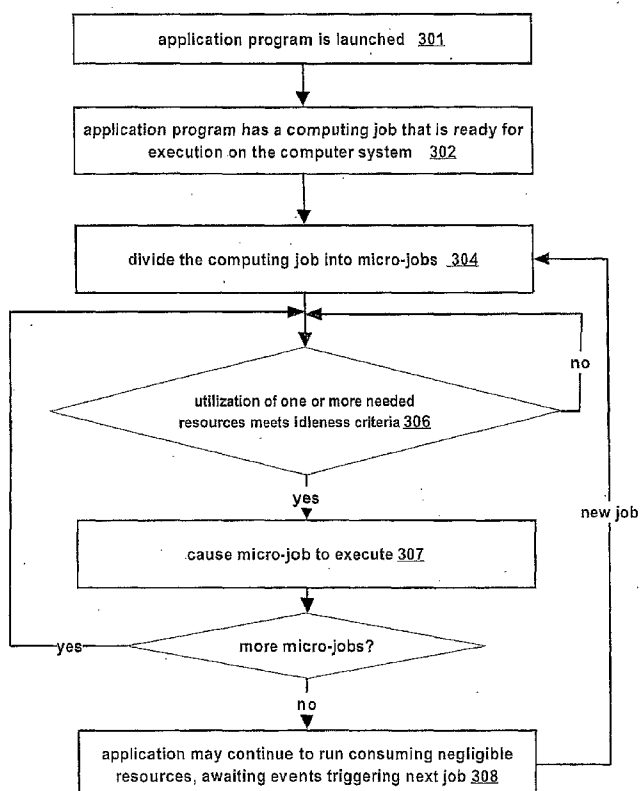 application program is launched 301
application program has a computing job that is ready for
execution on the computer system 302
divide the computing job into micro-jobs 304
no
utilization of one or more needed
resources meets idleness criteria 306
yes
new job
cause micro-job to execute 307
yes
more micro-jobs?
no
application may continue to run consuming negligible
resources, awaiting events triggering next job 308